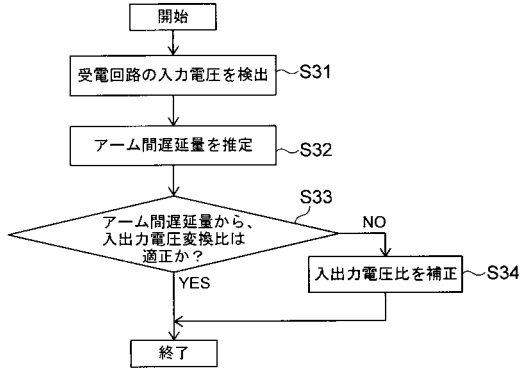 開始
受電回路の入力電圧を検出
S31
アーム間遅延量を推定
S32
S33
アーム間遅延量から、
入出力電圧変換比は
適正か?
NO
YES
入出力電圧比を補正
S34
終了